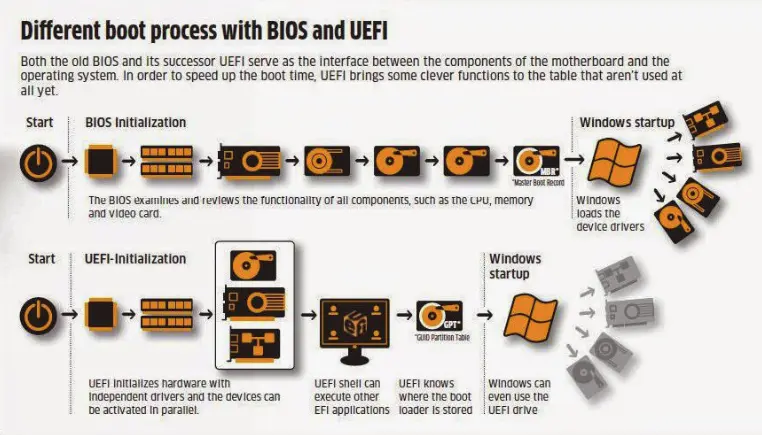 Different boot process with BIOS and UEFI
Both the old BIOS and its successor UEFI serve as the interface between the components of the motherboard and the
operating system. In order to speed up the boot time, UEFI brings some clever functions to the table that aren't used at
all yet.
Start
BIOS Initialization
Windows startup
MBR*
*Master Boot Record
The BIOS examines and reviews the functionality of all components, such as the CPU, memory
and video card.
Windows
loads the
device drivers
Start
UEFI-Initialization
Windows
startup
GPT*
*GUID Partition Table
UEFI initializes hardware with
independent drivers and the devices can
be activated in parallel.
UEFI shell can
execute other
EFI applications
UEFI knows
where the boot
loader is stored
Windows can
even use the
UEFI drive